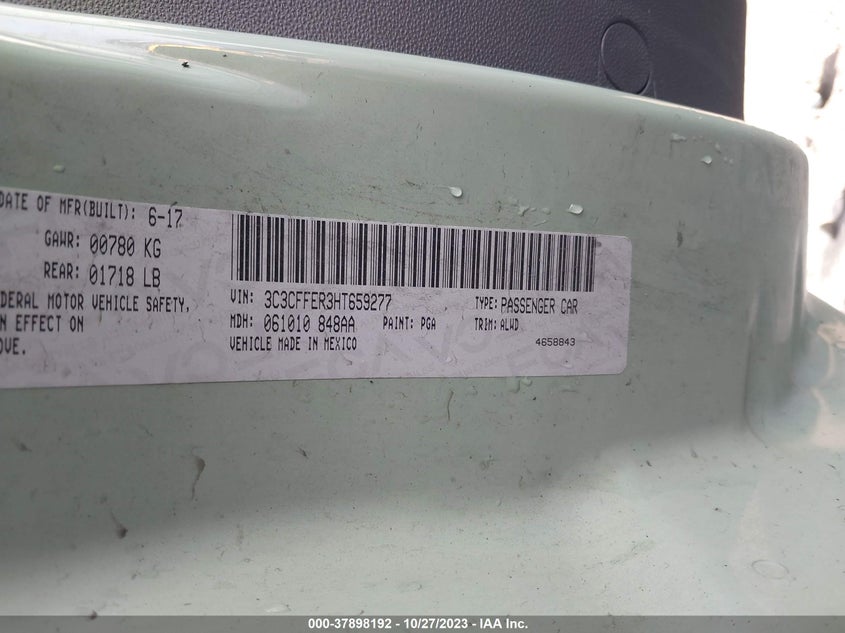 DATE OF MFR(BUILT): 6-17
GAWR: 00780 KG
REAR: 01718 LB
EDERAL MOTOR VEHICLE SAFETY,
N EFFECT ON
OVE.
VIN: 3C3CFFER3HT659277
TYPE: PASSENGER CAR
MDH: 061010 848AA
PAINT: PGA
TRIM: ALWD
VEHICLE MADE IN MEXICO
4658843
000-37898192 - 10/27/2023 - IAA Inc.